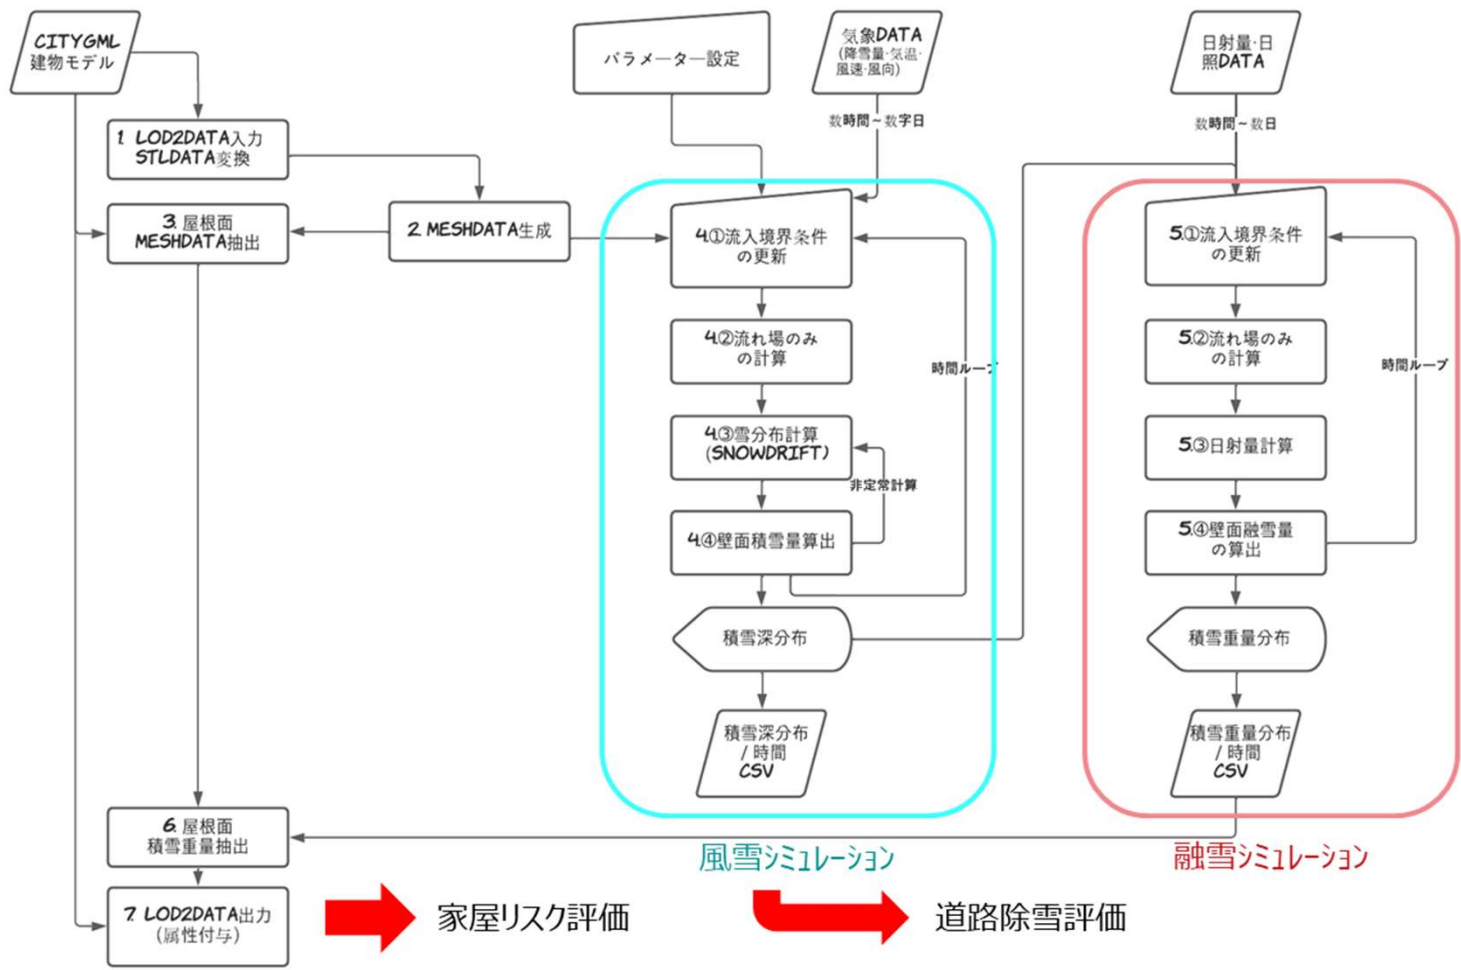 CITYGML
建物モデル
パラメーター設定
気象DATA
(降雪量·気温·
風速·風向)
日射量·日
照DATA
数時間~数字日
数時間~数日
1. LOD2DATA入力
STLDATA変換
3. 屋根面
MESHDATA抽出
2. MESHDATA生成
4.①流入境界条件
の更新
4.②流れ場のみ
の計算
時間ループ
4.③雪分布計算
(SNOWDRIFT)
非定常計算
4.④壁面積雪量算出
積雪深分布
積雪深分布
/ 時間
CSV
風雪シミュレーション
5.①流入境界条件
の更新
5.②流れ場のみ
の計算
時間ループ
5.③日射量計算
5.④壁面融雪量
の算出
積雪重量分布
積雪重量分布
/ 時間
CSV
融雪シミュレーション
6. 屋根面
積雪重量抽出
7. LOD2DATA出力
(属性付与)
家屋リスク評価
道路除雪評価